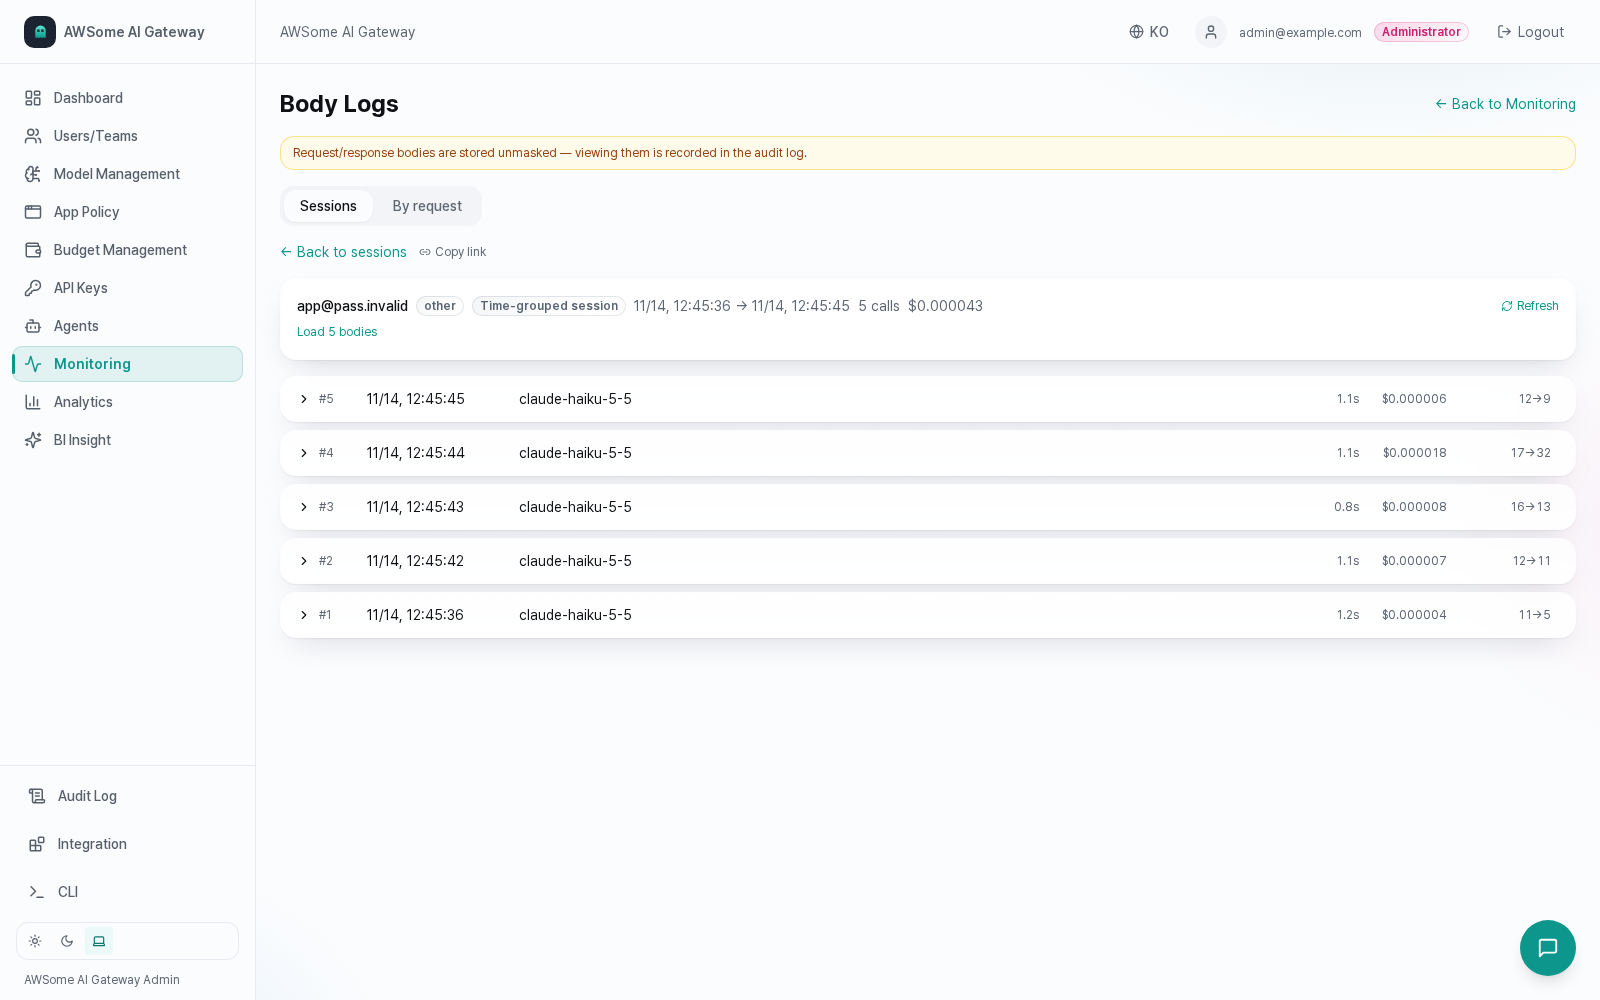 AWSome AI Gateway
AWSome AI Gateway
KO
admin@example.com
Administrator
Logout
Dashboard
Users/Teams
Model Management
App Policy
Budget Management
API Keys
Agents
Monitoring
Analytics
BI Insight
Audit Log
Integration
CLI
AWSome AI Gateway Admin
Body Logs
← Back to Monitoring
Request/response bodies are stored unmasked — viewing them is recorded in the audit log.
Sessions By request
← Back to sessions Copy link
app@pass.invalid other Time-grouped session 11/14, 12:45:36 → 11/14, 12:45:45 5 calls $0.000043 Refresh
Load 5 bodies
#5 11/14, 12:45:45 claude-haiku-5-5 1.1s $0.000006 12→9
#4 11/14, 12:45:44 claude-haiku-5-5 1.1s $0.000018 17→32
#3 11/14, 12:45:43 claude-haiku-5-5 0.8s $0.000008 16→13
#2 11/14, 12:45:42 claude-haiku-5-5 1.1s $0.000007 12→11
#1 11/14, 12:45:36 claude-haiku-5-5 1.2s $0.000004 11→5